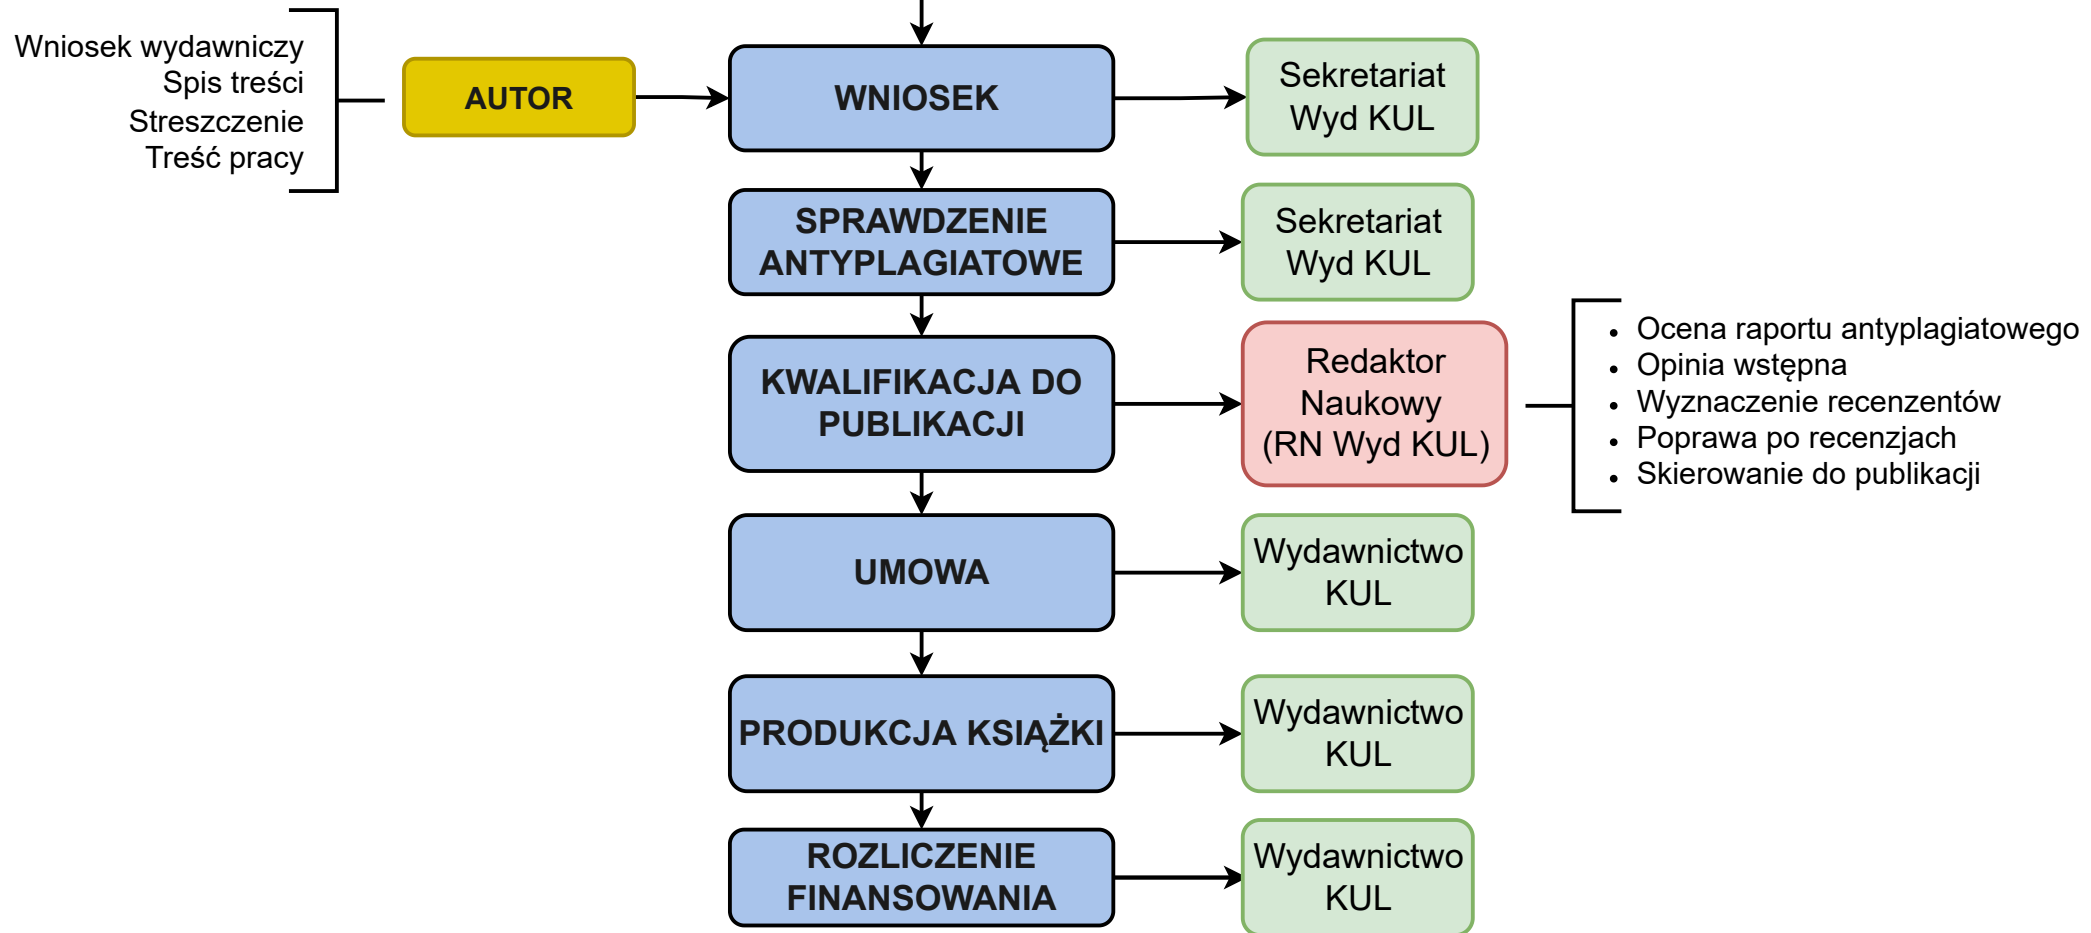 Wniosek wydawniczy
Spis treści
Streszczenie
Treść pracy
AUTOR
WNIOSEK
Sekretariat
Wyd KUL
SPRAWDZENIE
ANTYPLAGIATOWE
Sekretariat
Wyd KUL
KWALIFIKACJA DO
PUBLIKACJI
Redaktor
Naukowy
(RN Wyd KUL)
• Ocena raportu antyplagiatowego
• Opinia wstępna
• Wyznaczenie recenzentów
• Poprawa po recenzjach
• Skierowanie do publikacji
UMOWA
Wydawnictwo
KUL
PRODUKCJA KSIĄŻKI
Wydawnictwo
KUL
ROZLICZENIE
FINANSOWANIA
Wydawnictwo
KUL